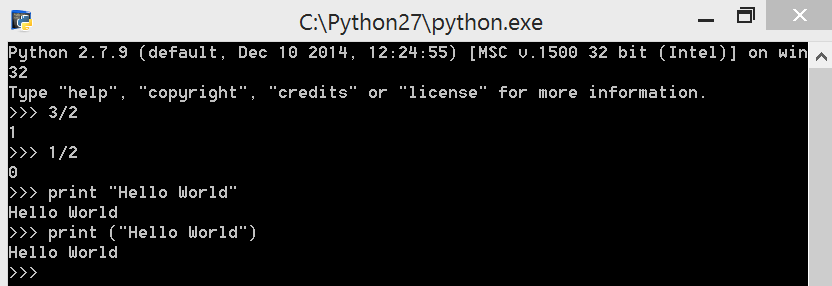 C:\Python27\python.exe
Python 2.7.9 (default, Dec 10 2014, 12:24:55) [MSC v.1500 32 bit (Intel)] on win
32
Type "help", "copyright", "credits" or "license" for more information.
>>> 3/2
1
>>> 1/2
0
>>> print "Hello World"
Hello World
>>> print ("Hello World")
Hello World
>>>